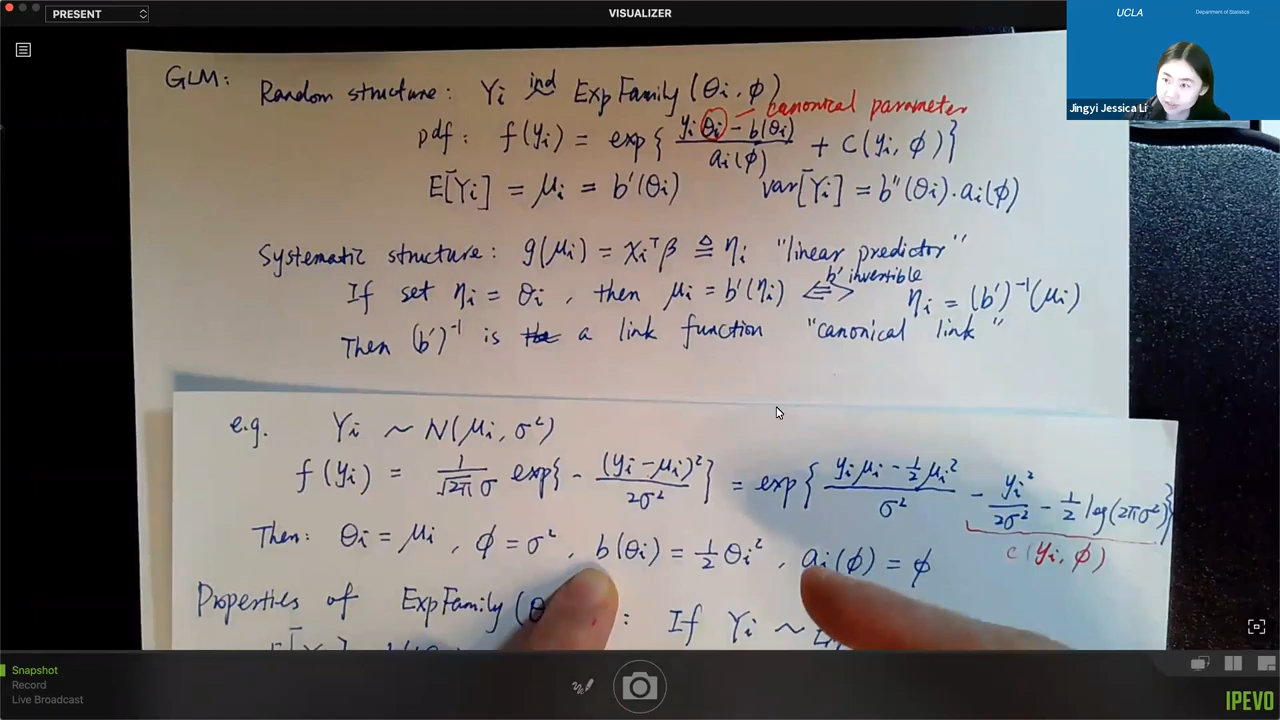 PRESENT
VISUALIZER
UCLA
Department of Statistics
Jingyi Jessica Li
GLM: Random structure: Yi ind~ ExpFamily(θi, φ)
canonical parameter
pdf: f(yi) = exp{ (yiθi − b(θi))/ai(φ) + C(yi, φ)}
E[Yi] = μi = b'(θi) var[Yi] = b''(θi)·ai(φ)
Systematic structure: g(μi) = xiᵀβ ≜ ηi "linear predictor"
b' invertible
If set ηi = θi, then μi = b'(ηi) <=> ηi = (b')⁻¹(μi)
Then (b')⁻¹ is a link function "canonical link"
e.g. Yi ~ N(μi, σ²)
f(yi) = 1/(√2π σ) exp{− (yi−μi)²/2σ²} = exp{ (yiμi − ½μi²)/σ² − yi²/2σ² − ½ log(2πσ²)}
c(yi, φ)
Then: θi = μi, φ = σ², b(θi) = ½θi², ai(φ) = φ
Properties of ExpFamily(θ : If Yi ~
Snapshot
Record
Live Broadcast
IPEVO